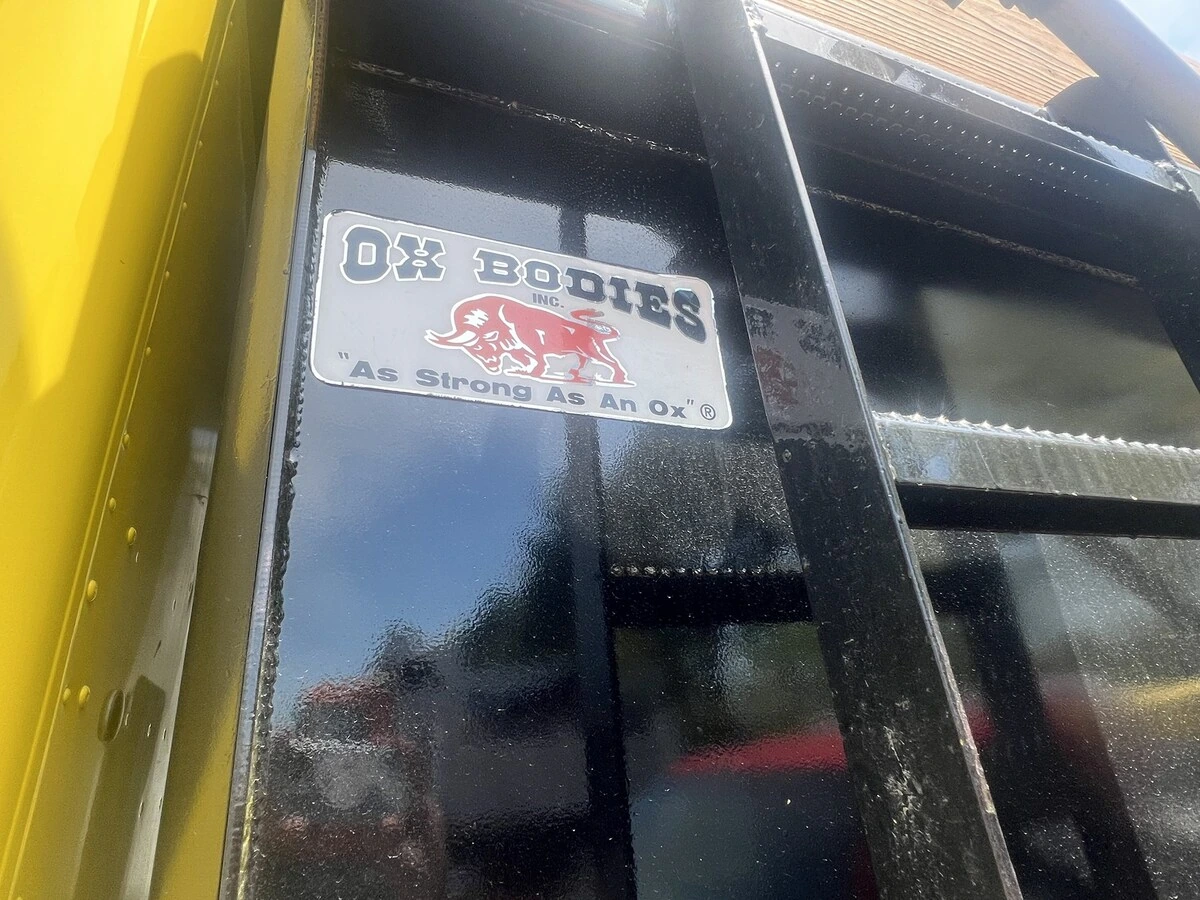 OX BODIES
INC.
"As Strong As An Ox"®